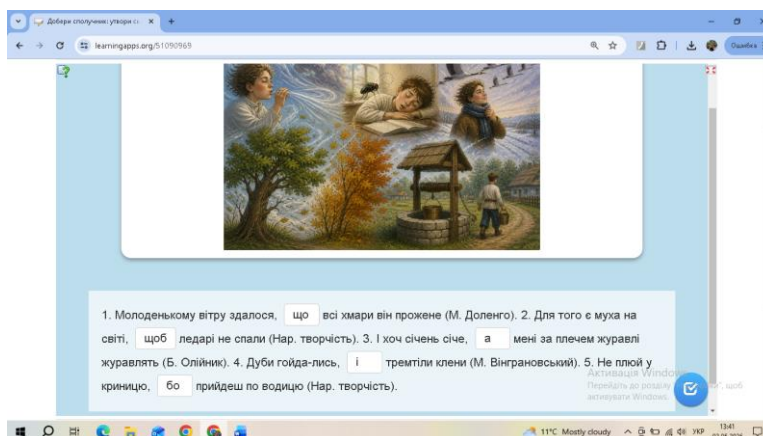 Добери сполучник і утвори с
learningapps.org/51090969
Ошибка
1. Молоденькому вітру здалося, що всі хмари він прожене (М. Доленго). 2. Для того є муха на
світі, щоб ледарі не спали (Нар. творчість). 3. І хоч січень січе, а мені за плечем журавлі
журавлять (Б. Олійник). 4. Дуби гойда-лись, і тремтіли клени (М. Вінграновський). 5. Не плюй у
криницю, бо прийдеш по водицю (Нар. творчість).
Активація Windows
Перейдіть до розділу щоб
активувати Windows.
11°C Mostly cloudy УКР 13:41